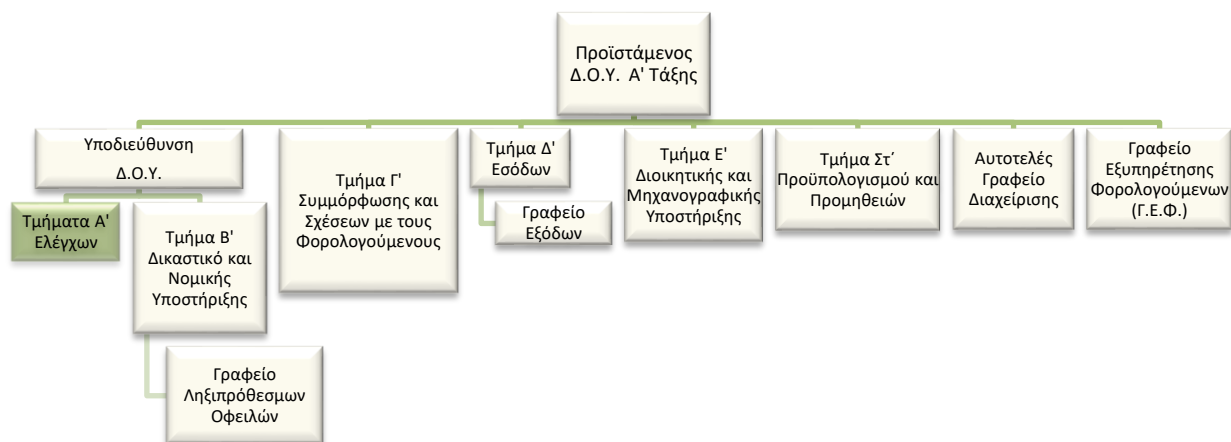 Προϊστάμενος
Δ.Ο.Υ. Α' Τάξης
Υποδιεύθυνση
Δ.Ο.Υ.
Τμήματα Α'
Ελέγχων
Τμήμα Β'
Δικαστικό και
Νομικής
Υποστήριξης
Γραφείο
Ληξιπρόθεσμων
Οφειλών
Τμήμα Γ'
Συμμόρφωσης και
Σχέσεων με τους
Φορολογούμενους
Τμήμα Δ'
Εσόδων
Γραφείο
Εξόδων
Τμήμα Ε'
Διοικητικής και
Μηχανογραφικής
Υποστήριξης
Τμήμα Στ΄
Προϋπολογισμού και
Προμηθειών
Αυτοτελές
Γραφείο
Διαχείρισης
Γραφείο
Εξυπηρέτησης
Φορολογούμενων
(Γ.Ε.Φ.)